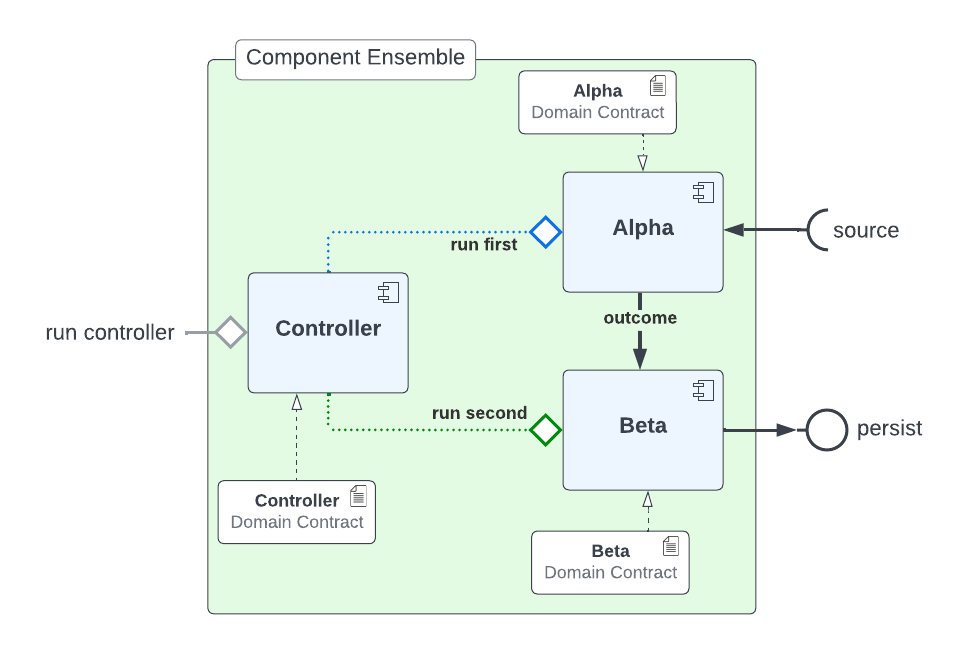 Component Ensemble
Alpha
Domain Contract
Alpha
source
run first
run controller
Controller
outcome
run second
Beta
persist
Controller
Domain Contract
Beta
Domain Contract